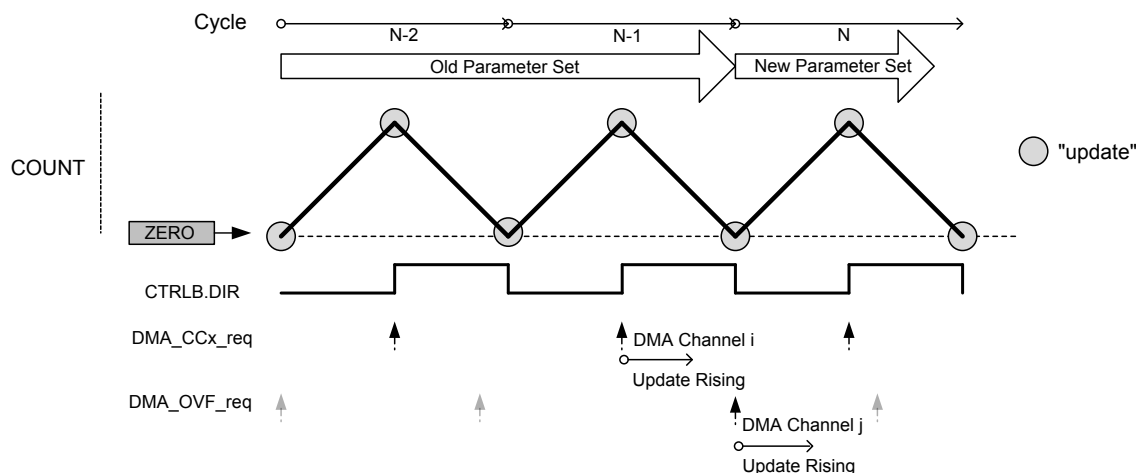 Cycle
N-2
N-1
N
Old Parameter Set
New Parameter Set
COUNT
"update"
ZERO
CTRLB.DIR
DMA_CCx_req
DMA Channel i
Update Rising
DMA_OVF_req
DMA Channel j
Update Rising